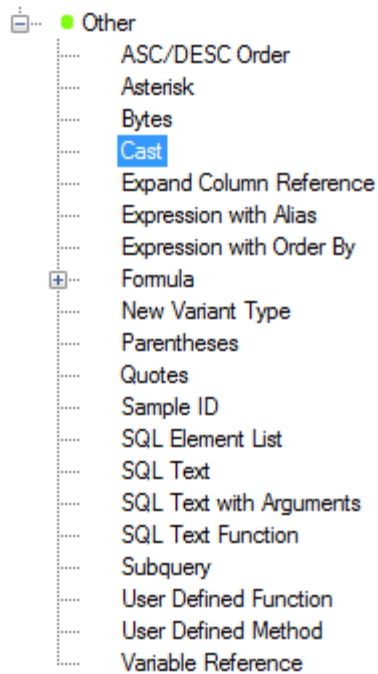 Other
ASC/DESC Order
Asterisk
Bytes
Cast
Expand Column Reference
Expression with Alias
Expression with Order By
Formula
New Variant Type
Parentheses
Quotes
Sample ID
SQL Element List
SQL Text
SQL Text with Arguments
SQL Text Function
Subquery
User Defined Function
User Defined Method
Variable Reference